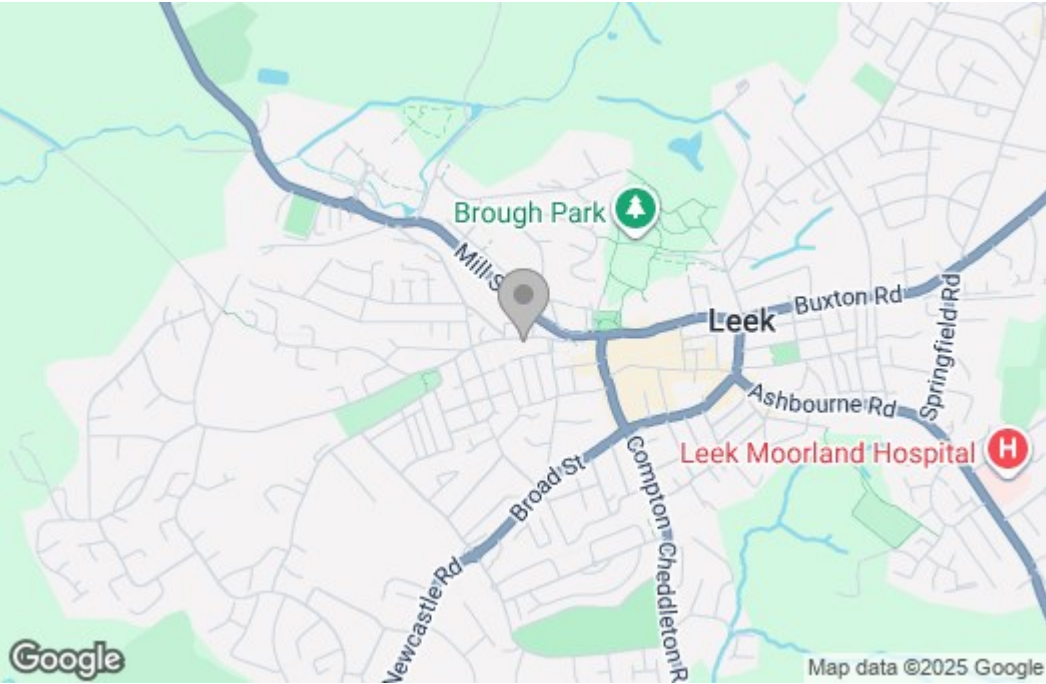 Brough Park
Mill S
Leek
Buxton Rd
Springfield Rd
Ashbourne Rd
Leek Moorland Hospital
H
Broad St
Compton
Cheddleton R
Newcastle Rd
Google
Map data ©2025 Google